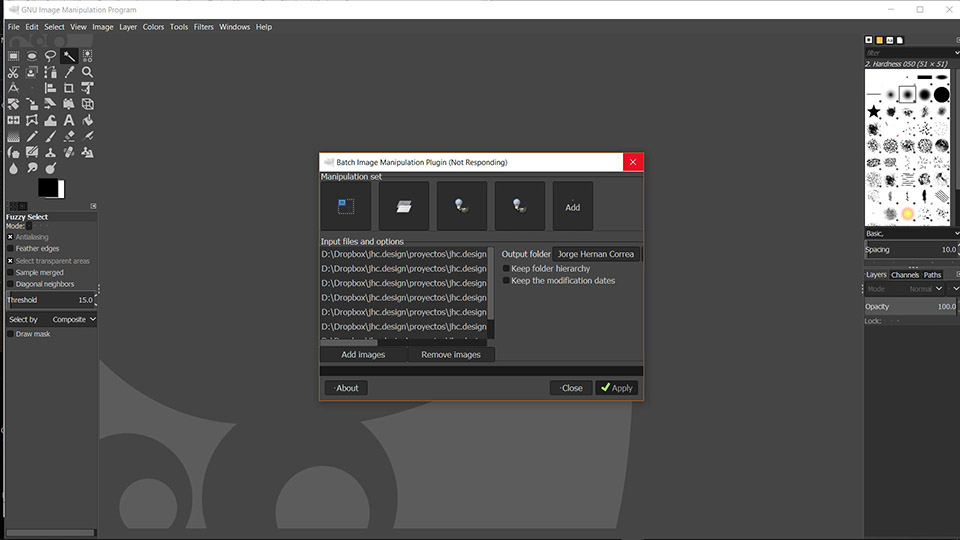 GNU Image Manipulation Program
File Edit Select View Image Layer Colors Tools Filters Windows Help
filter
2. Hardness 050 (51 × 51)
Basic,
Spacing 10.0
Layers Channels Paths
Mode Normal
Opacity 100.0
Lock:
Fuzzy Select
Mode:
Antialiasing
Feather edges
Select transparent areas
Sample merged
Diagonal neighbors
Threshold 15.0
Select by Composite
Draw mask
Batch Image Manipulation Plugin (Not Responding)
Manipulation set
Add
Input files and options
D:\Dropbox\jhc.design\proyectos\jhc.design
D:\Dropbox\jhc.design\proyectos\jhc.design
D:\Dropbox\jhc.design\proyectos\jhc.design
D:\Dropbox\jhc.design\proyectos\jhc.design
D:\Dropbox\jhc.design\proyectos\jhc.design
D:\Dropbox\jhc.design\proyectos\jhc.design
Output folder Jorge Hernan Correa
Keep folder hierarchy
Keep the modification dates
Add images Remove images
About Close Apply